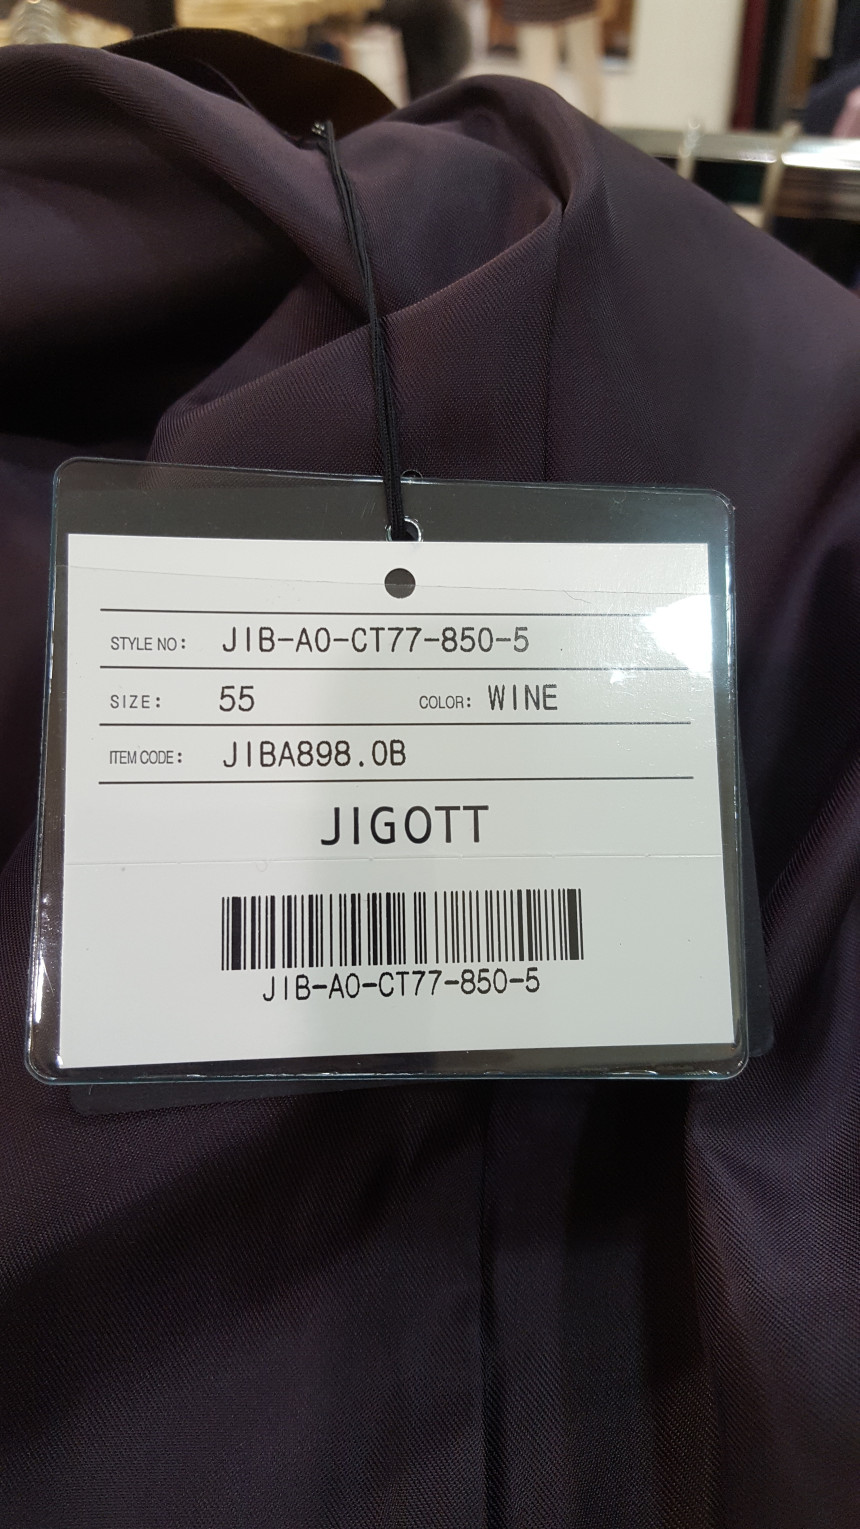 STYLE NO: JIB-A0-CT77-850-5
SIZE: 55 COLOR: WINE
ITEM CODE: JIBA898.0B
JIGOTT
JIB-A0-CT77-850-5